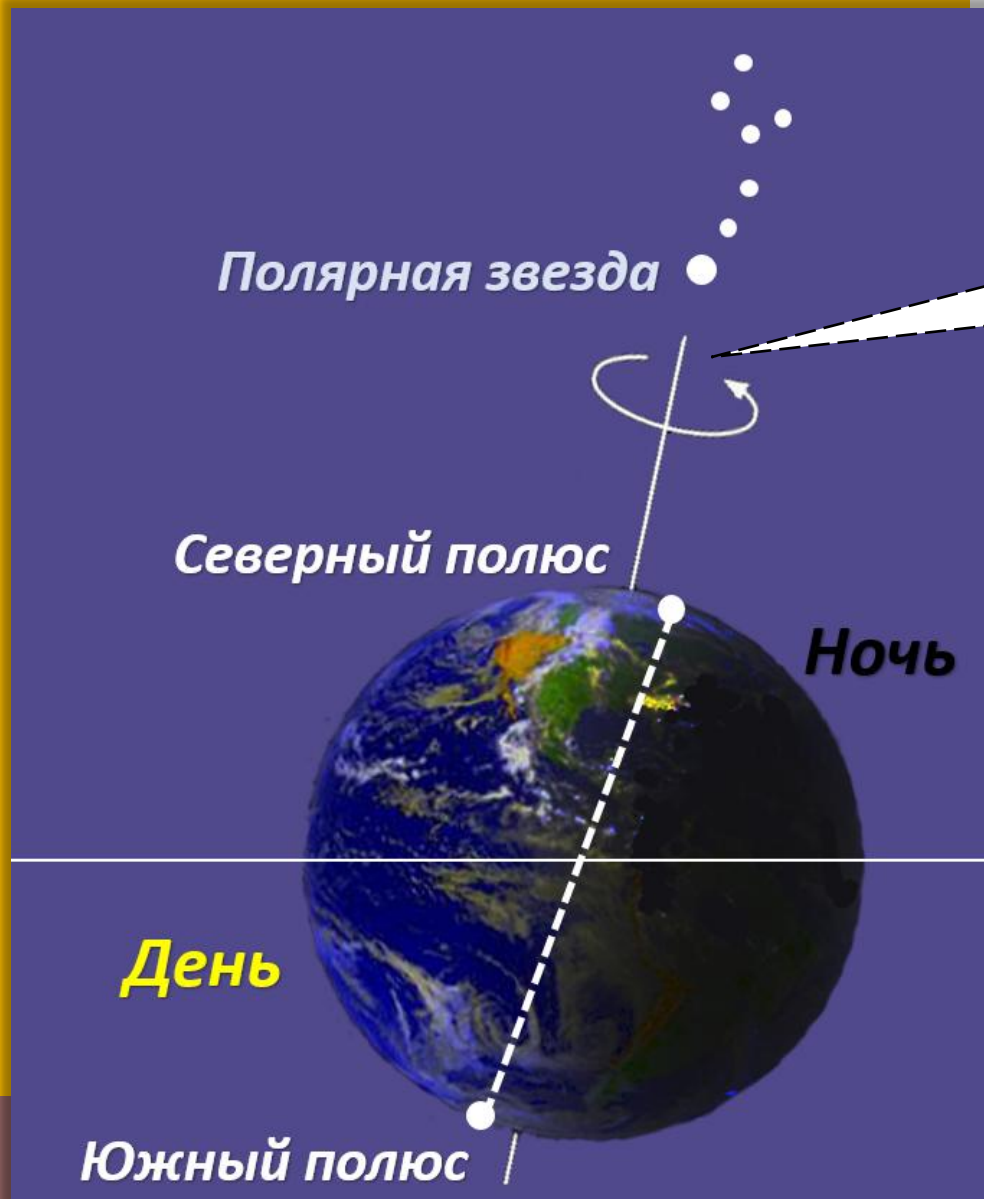 Полярная звезда
Северный полюс
Ночь
День
Южный полюс